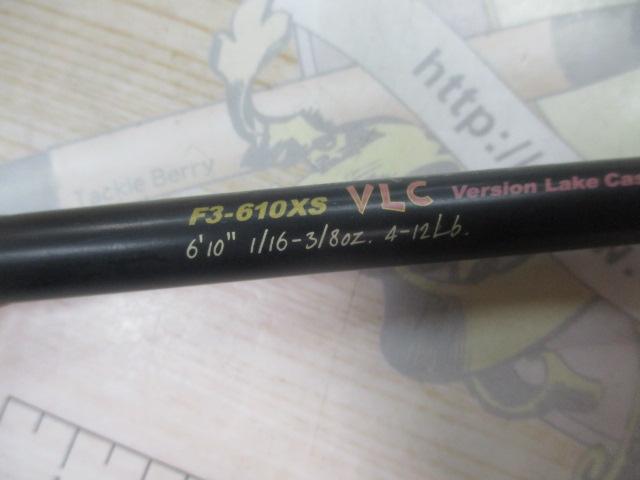 http:/
Tackle Berry
F3-610XS VLC Version Lake Cas
6'10" 1/16-3/8oz. 4-12Lb.